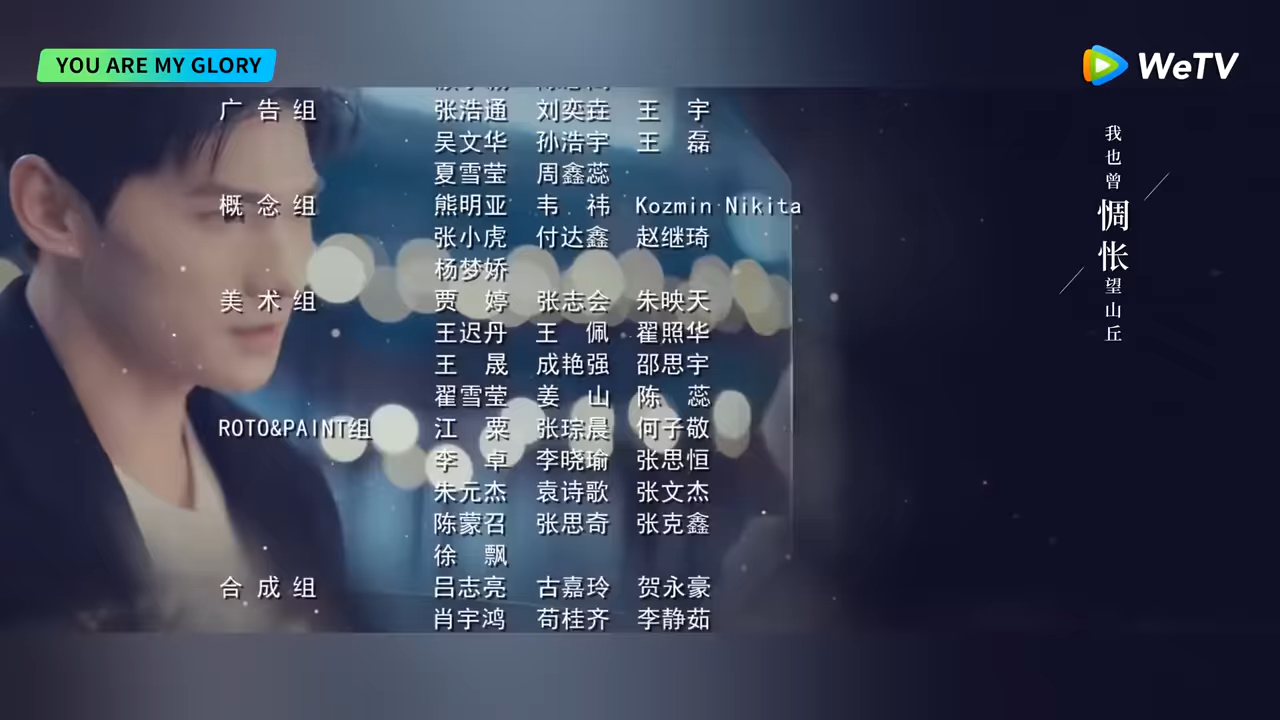 YOU ARE MY GLORY
WeTV
广告组 张浩通 刘奕垚 王 宇
吴文华 孙浩宇 王 磊
夏雪莹 周鑫蕊
概念组 熊明亚 韦 祎 Kozmin Nikita
张小虎 付达鑫 赵继琦
杨梦娇
美术组 贾 婷 张志会 朱映天
王迟丹 王 佩 翟照华
王 晟 成艳强 邵思宇
翟雪莹 姜 山 陈 蕊
ROTO&PAINT组 江 粟 张琮晨 何子敬
李 卓 李晓瑜 张思恒
朱元杰 袁诗歌 张文杰
陈蒙召 张思奇 张克鑫
徐 飘
合成组 吕志亮 古嘉玲 贺永豪
肖宇鸿 苟桂齐 李静茹
我也曾惆怅望山丘